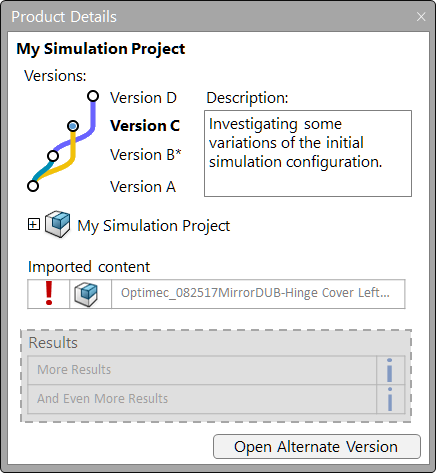 Product Details
My Simulation Project
Versions:
Version D
Description:
Version C
Investigating some
variations of the initial
simulation configuration.
Version B*
Version A
My Simulation Project
Imported content
Optimec_082517MirrorDUB-Hinge Cover Left...
Results
More Results
And Even More Results
Open Alternate Version